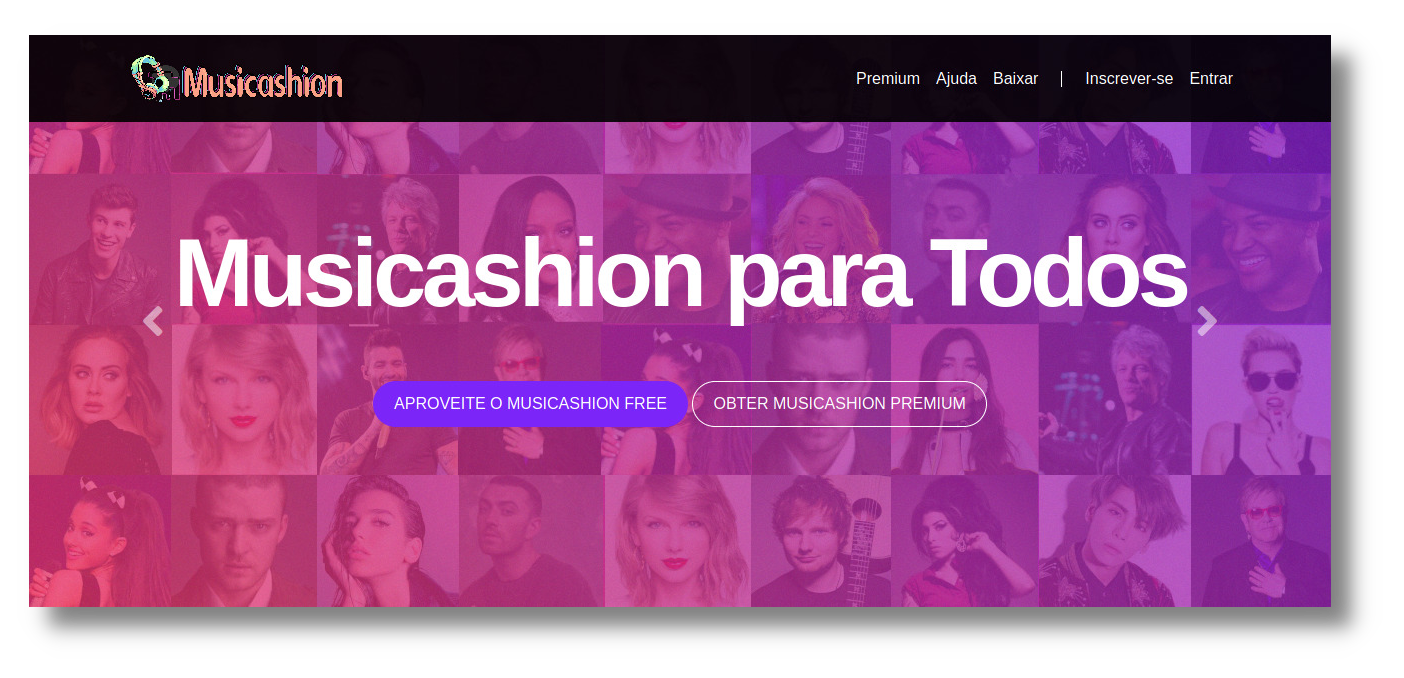 Musicashion
Premium Ajuda Baixar | Inscrever-se Entrar
Musicashion para Todos
APROVEITE O MUSICASHION FREE
OBTER MUSICASHION PREMIUM